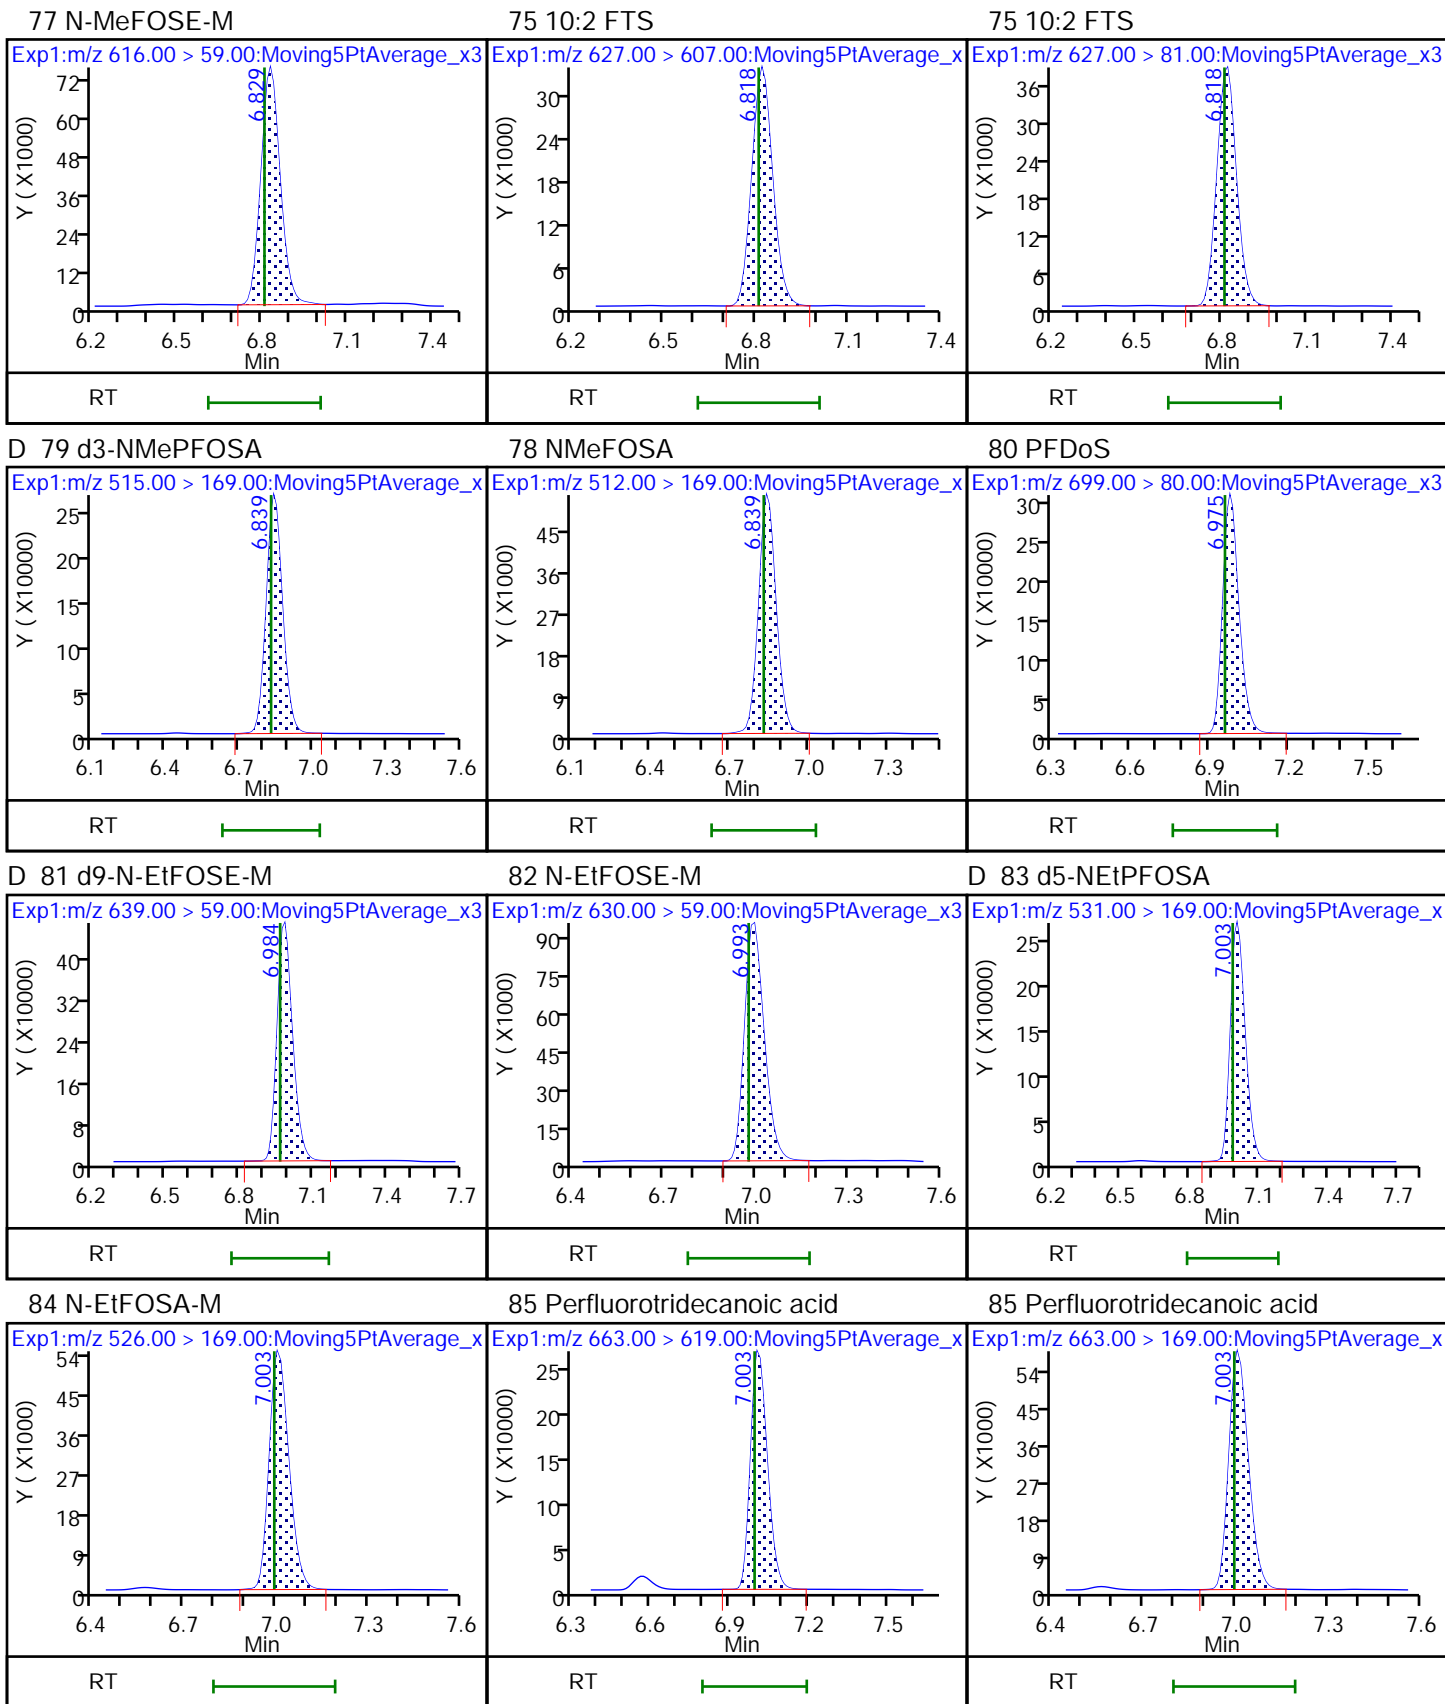 77 N-MeFOSE-M
Exp1:m/z 616.00 > 59.00:Moving5PtAverage_x3
6.829
Y ( X1000)
72
60
48
36
24
12
0
6.2 6.5 6.8 7.1 7.4
Min
RT
75 10:2 FTS
Exp1:m/z 627.00 > 607.00:Moving5PtAverage_x
6.818
Y ( X1000)
30
24
18
12
6
0
6.2 6.5 6.8 7.1 7.4
Min
RT
75 10:2 FTS
Exp1:m/z 627.00 > 81.00:Moving5PtAverage_x3
6.818
Y ( X1000)
36
30
24
18
12
6
0
6.2 6.5 6.8 7.1 7.4
Min
RT
D 79 d3-NMePFOSA
Exp1:m/z 515.00 > 169.00:Moving5PtAverage_x
6.839
Y ( X10000)
25
20
15
10
5
0
6.1 6.4 6.7 7.0 7.3 7.6
Min
RT
78 NMeFOSA
Exp1:m/z 512.00 > 169.00:Moving5PtAverage_x
6.839
Y ( X1000)
45
36
27
18
9
0
6.1 6.4 6.7 7.0 7.3
Min
RT
80 PFDoS
Exp1:m/z 699.00 > 80.00:Moving5PtAverage_x3
6.975
Y ( X10000)
30
25
20
15
10
5
0
6.3 6.6 6.9 7.2 7.5
Min
RT
D 81 d9-N-EtFOSE-M
Exp1:m/z 639.00 > 59.00:Moving5PtAverage_x3
6.984
Y ( X10000)
40
32
24
16
8
0
6.2 6.5 6.8 7.1 7.4 7.7
Min
RT
82 N-EtFOSE-M
Exp1:m/z 630.00 > 59.00:Moving5PtAverage_x3
6.993
Y ( X1000)
90
75
60
45
30
15
0
6.4 6.7 7.0 7.3 7.6
Min
RT
D 83 d5-NEtPFOSA
Exp1:m/z 531.00 > 169.00:Moving5PtAverage_x
7.003
Y ( X10000)
25
20
15
10
5
0
6.2 6.5 6.8 7.1 7.4 7.7
Min
RT
84 N-EtFOSA-M
Exp1:m/z 526.00 > 169.00:Moving5PtAverage_x
7.003
Y ( X1000)
54
45
36
27
18
9
0
6.4 6.7 7.0 7.3 7.6
Min
RT
85 Perfluorotridecanoic acid
Exp1:m/z 663.00 > 619.00:Moving5PtAverage_x
7.003
Y ( X10000)
25
20
15
10
5
0
6.3 6.6 6.9 7.2 7.5
Min
RT
85 Perfluorotridecanoic acid
Exp1:m/z 663.00 > 169.00:Moving5PtAverage_x
7.003
Y ( X1000)
54
45
36
27
18
9
0
6.4 6.7 7.0 7.3 7.6
Min
RT